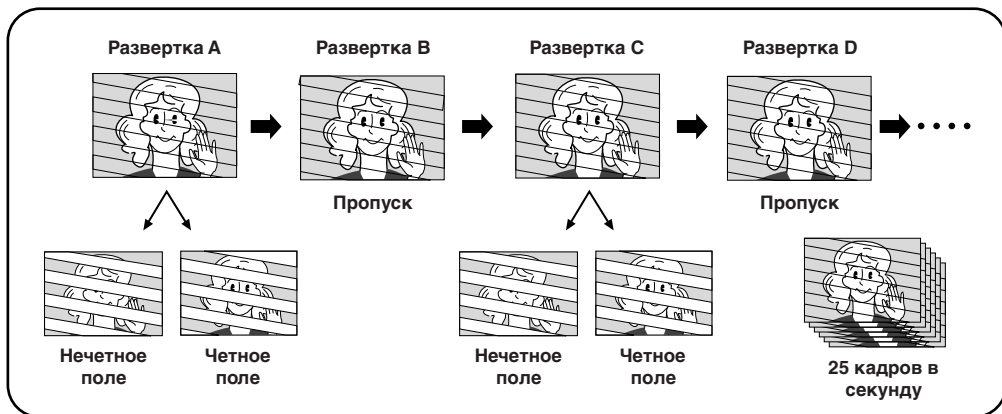 Развертка A
Развертка B
Развертка C
Развертка D
Пропуск
Пропуск
Нечетное
поле
Четное
поле
Нечетное
поле
Четное
поле
25 кадров в
секунду